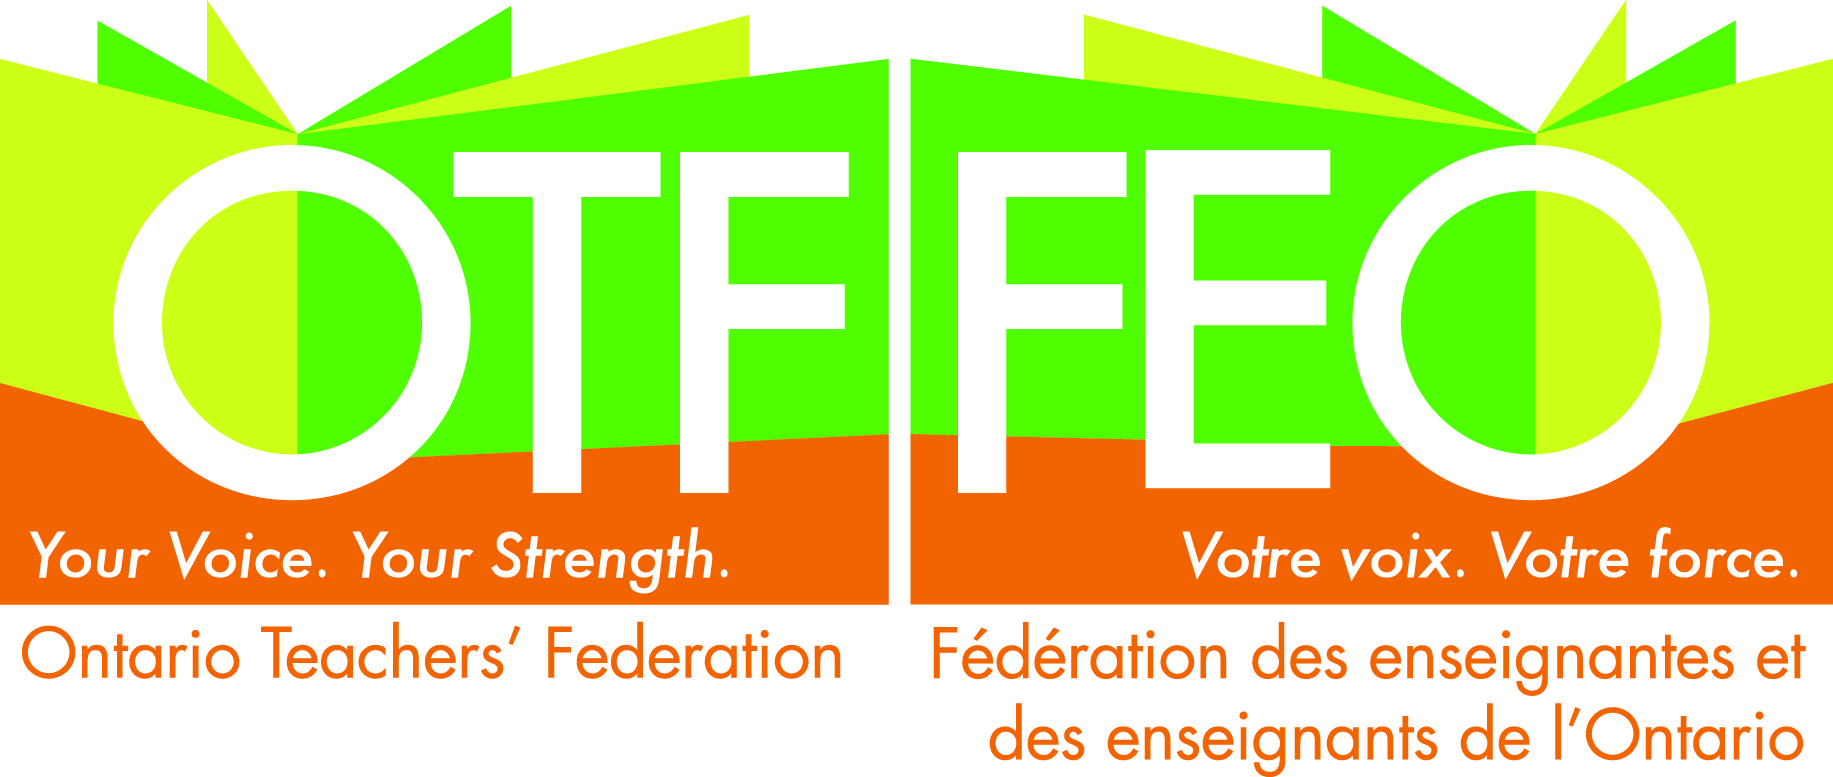 OTF
Your Voice. Your Strength.
Ontario Teachers’ Federation
FEO
Votre voix. Votre force.
Fédération des enseignantes et
des enseignants de l’Ontario